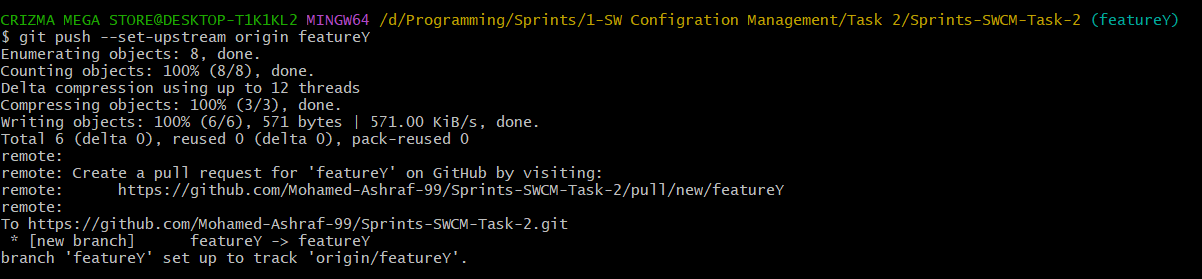 CRIZMA MEGA STORE@DESKTOP-T1K1KL2 MINGW64 /d/Programming/Sprints/1-SW Configration Management/Task 2/Sprints-SWCM-Task-2 (featureY)
$ git push --set-upstream origin featureY
Enumerating objects: 8, done.
Counting objects: 100% (8/8), done.
Delta compression using up to 12 threads
Compressing objects: 100% (3/3), done.
Writing objects: 100% (6/6), 571 bytes | 571.00 KiB/s, done.
Total 6 (delta 0), reused 0 (delta 0), pack-reused 0
remote:
remote: Create a pull request for 'featureY' on GitHub by visiting:
remote:      https://github.com/Mohamed-Ashraf-99/Sprints-SWCM-Task-2/pull/new/featureY
remote:
To https://github.com/Mohamed-Ashraf-99/Sprints-SWCM-Task-2.git
 * [new branch]      featureY -> featureY
branch 'featureY' set up to track 'origin/featureY'.